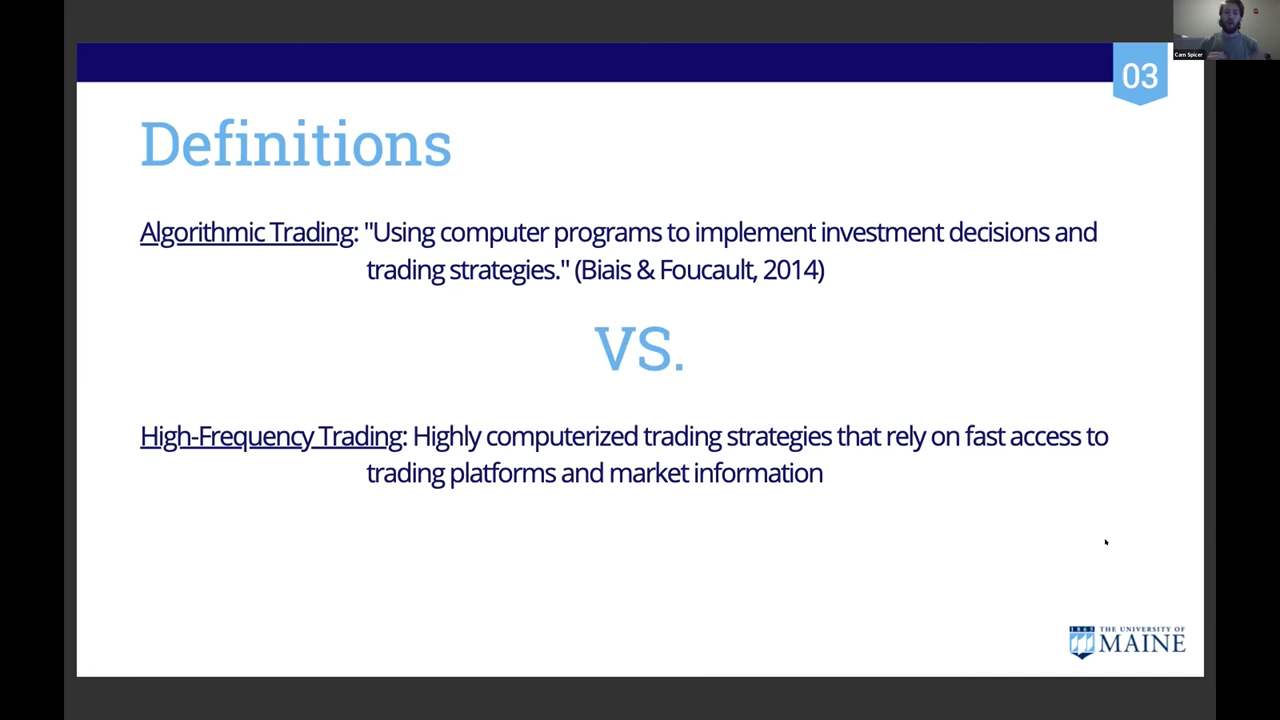 Cam Spicer
03
Definitions
Algorithmic Trading: "Using computer programs to implement investment decisions and
trading strategies." (Biais & Foucault, 2014)
VS.
High-Frequency Trading: Highly computerized trading strategies that rely on fast access to
trading platforms and market information
1865 THE UNIVERSITY OF
MAINE